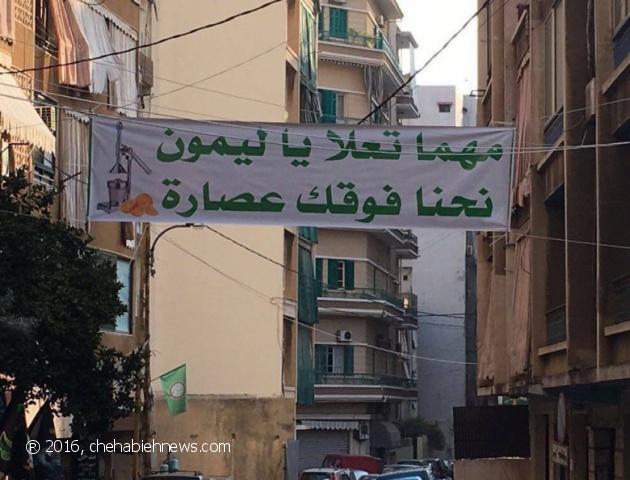 مهما تعلا يا ليمون
نحنا فوقك عصارة
® 2016, chehabiehnews.com